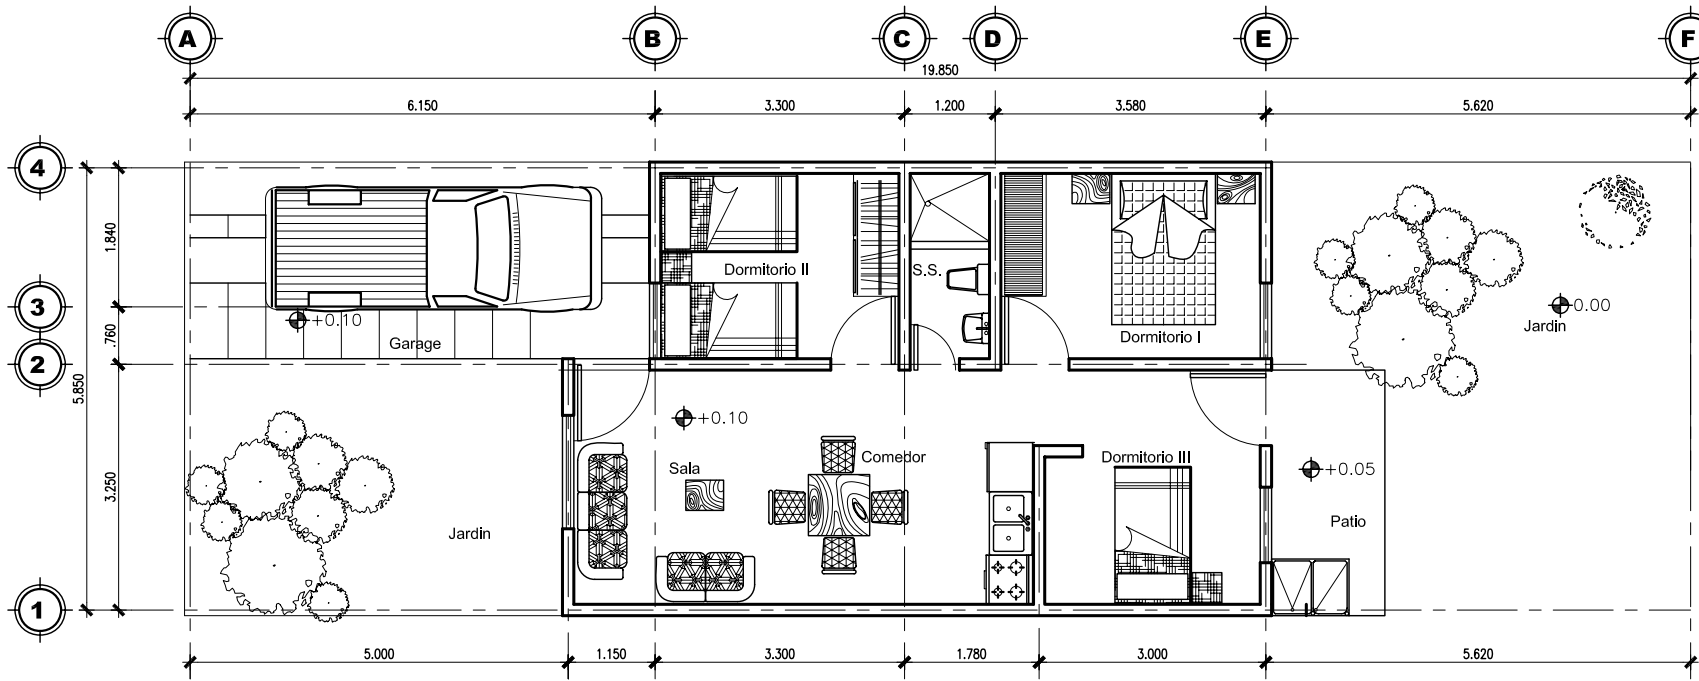 A
B
C
D
E
F
19.850
6.150
3.300
1.200
3.580
5.620
4
3
2
1
1.840
.760
5.850
3.250
Dormitorio II
S.S.
Dormitorio I
+0.10
Garage
-0.00
Jardin
+0.10
Sala
Comedor
Dormitorio III
+0.05
Jardin
Patio
5.000
1.150
3.300
1.780
3.000
5.620